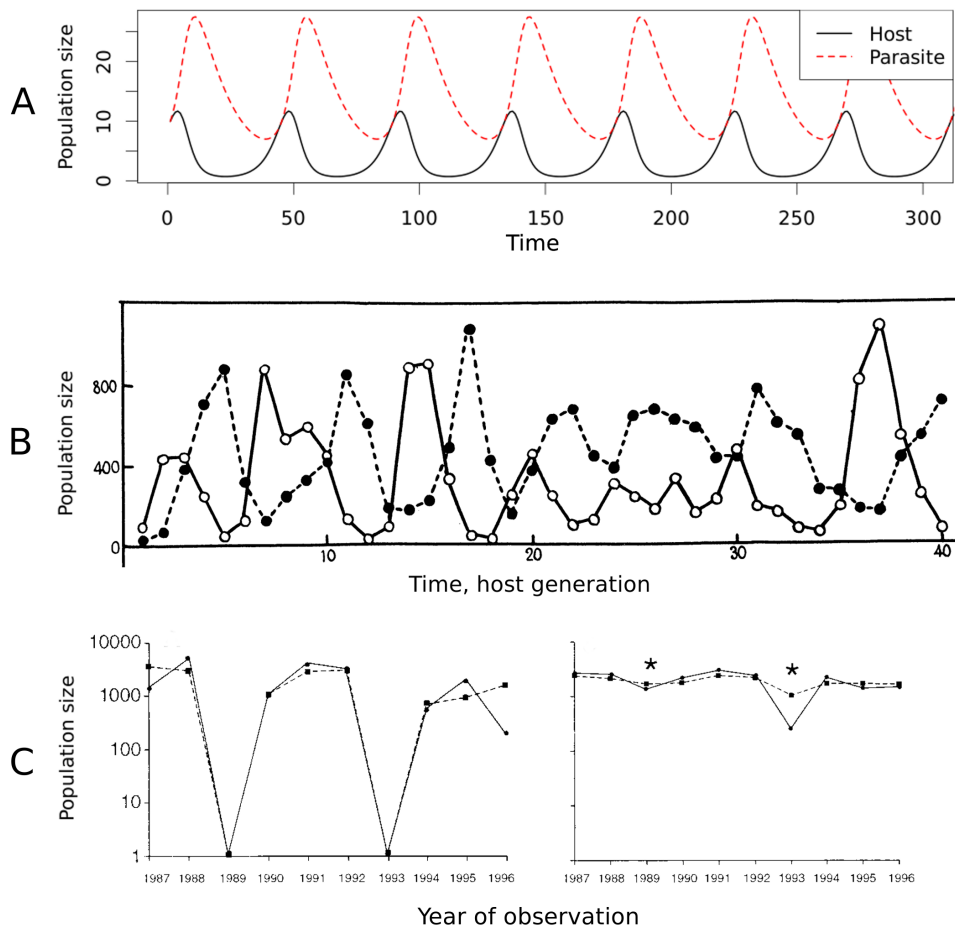 A
Population size
0
10
20
Host
Parasite
0 50 100 150 200 250 300
Time
B
Population size
800
400
0
10 20 30 40
Time, host generation
C
Population size
10000
1000
100
10
1
1987 1988 1989 1990 1991 1992 1993 1994 1995 1996
1987 1988 1989 1990 1991 1992 1993 1994 1995 1996
Year of observation